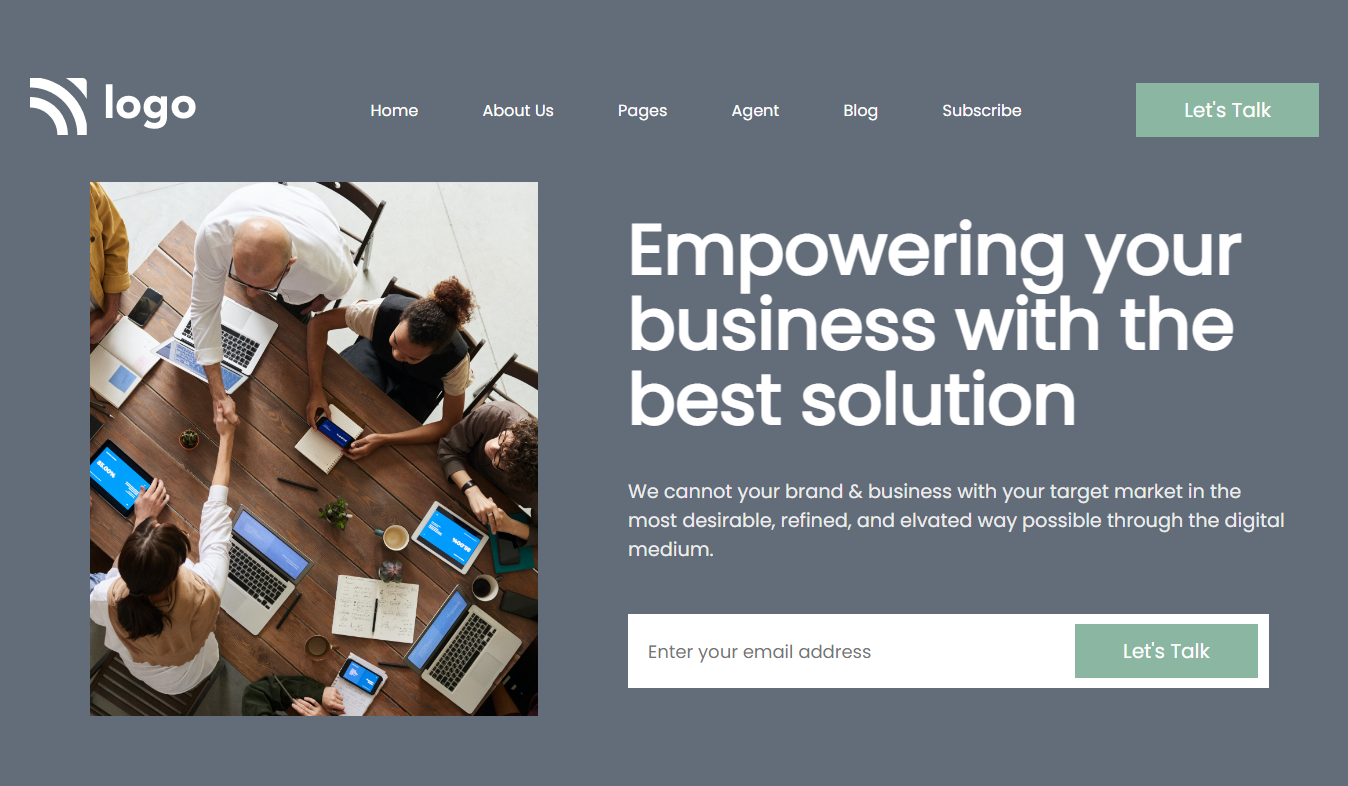 logo
Home About Us Pages Agent Blog Subscribe Let's Talk
Empowering your
business with the
best solution
We cannot your brand & business with your target market in the
most desirable, refined, and elvated way possible through the digital
medium.
Enter your email address Let's Talk